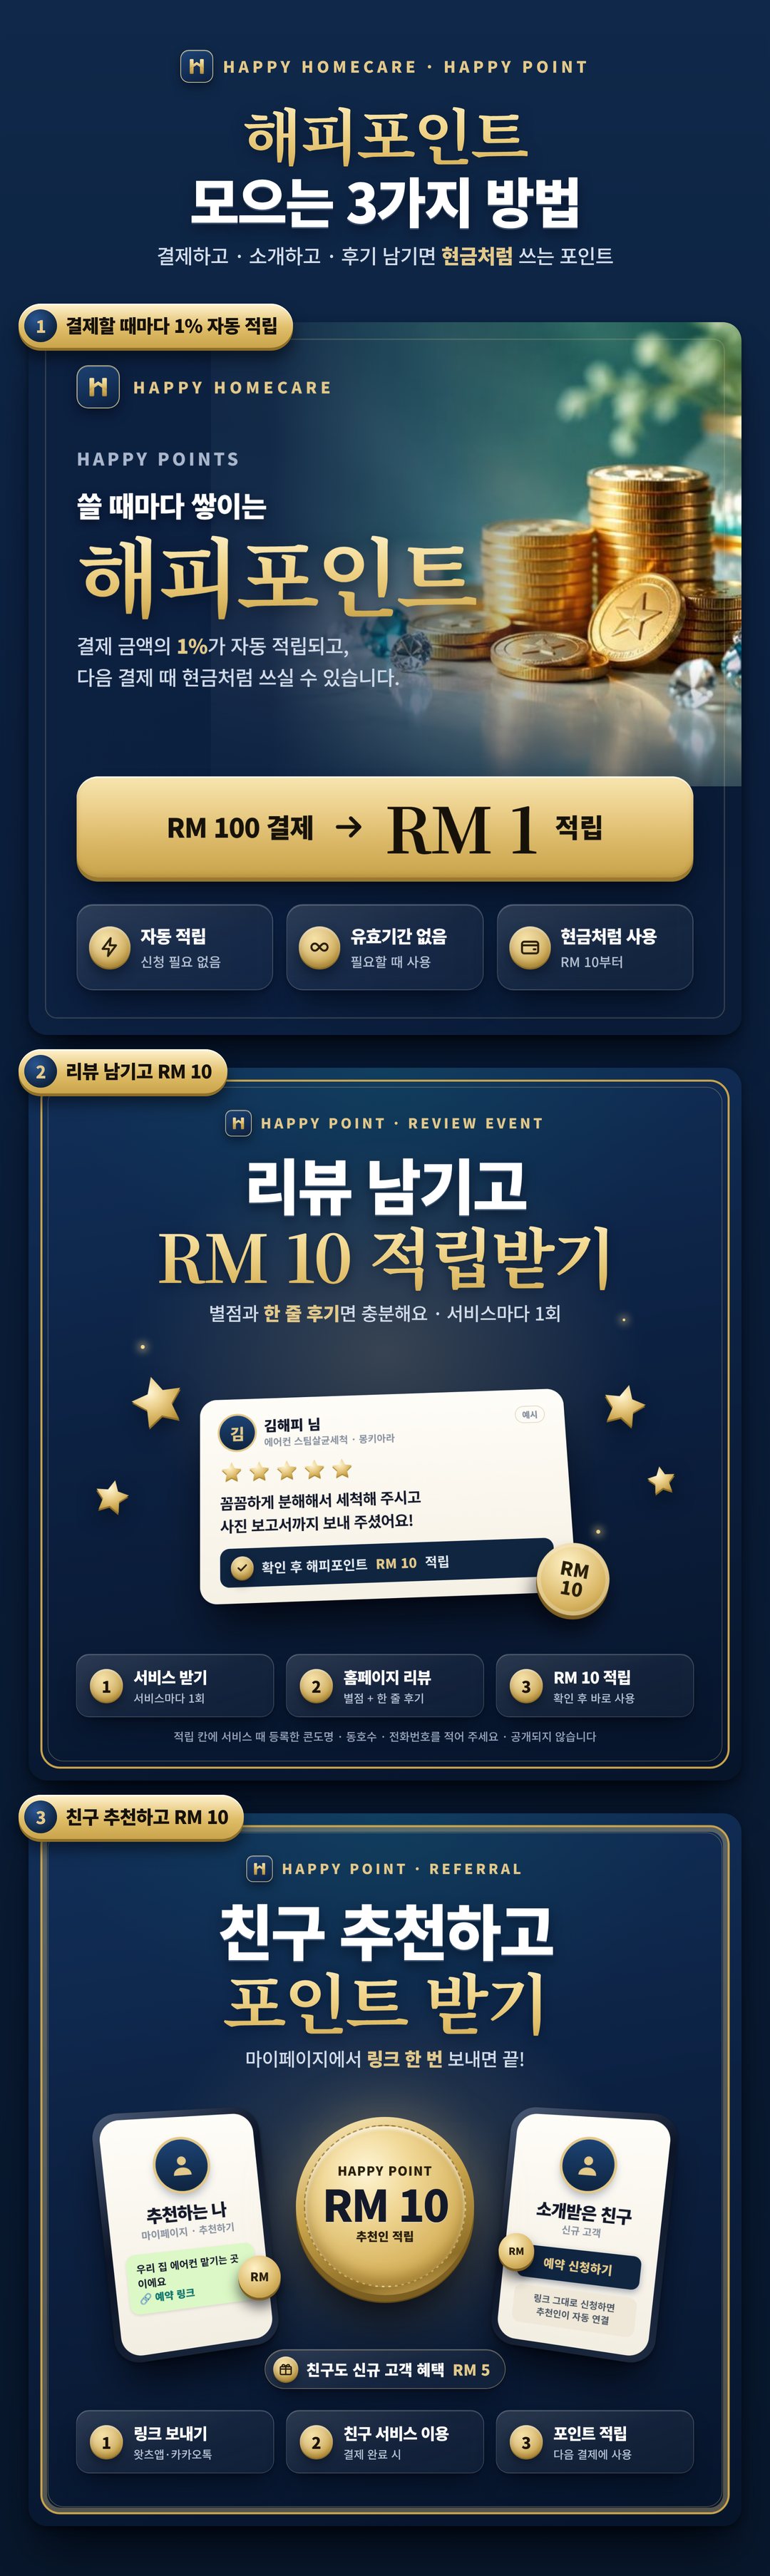 HAPPY HOMECARE · HAPPY POINT
해피포인트
모으는 3가지 방법
결제하고 · 소개하고 · 후기 남기면 현금처럼 쓰는 포인트
1 결제할 때마다 1% 자동 적립
HAPPY HOMECARE
HAPPY POINTS
쓸 때마다 쌓이는
해피포인트
결제 금액의 1%가 자동 적립되고,
다음 결제 때 현금처럼 쓰실 수 있습니다.
RM 100 결제 → RM 1 적립
자동 적립
신청 필요 없음
유효기간 없음
필요할 때 사용
현금처럼 사용
RM 10부터
2 리뷰 남기고 RM 10
HAPPY POINT · REVIEW EVENT
리뷰 남기고
RM 10 적립받기
별점과 한 줄 후기면 충분해요 · 서비스마다 1회
김
김해피 님
에어컨 스팀살균세척 · 몽키아라
예시
꼼꼼하게 분해해서 세척해 주시고
사진 보고서까지 보내 주셨어요!
확인 후 해피포인트 RM 10 적립
RM
10
1 서비스 받기
서비스마다 1회
2 홈페이지 리뷰
별점 + 한 줄 후기
3 RM 10 적립
확인 후 바로 사용
적립 칸에 서비스 때 등록한 콘도명 · 동호수 · 전화번호를 적어 주세요 · 공개되지 않습니다
3 친구 추천하고 RM 10
HAPPY POINT · REFERRAL
친구 추천하고
포인트 받기
마이페이지에서 링크 한 번 보내면 끝!
추천하는 나
마이페이지 · 추천하기
우리 집 에어컨 맡기는 곳
이에요
예약 링크
RM
HAPPY POINT
RM 10
추천인 적립
소개받은 친구
신규 고객
RM
예약 신청하기
링크 그대로 신청하면
추천인이 자동 연결
친구도 신규 고객 혜택 RM 5
1 링크 보내기
왓츠앱·카카오톡
2 친구 서비스 이용
결제 완료 시
3 포인트 적립
다음 결제에 사용